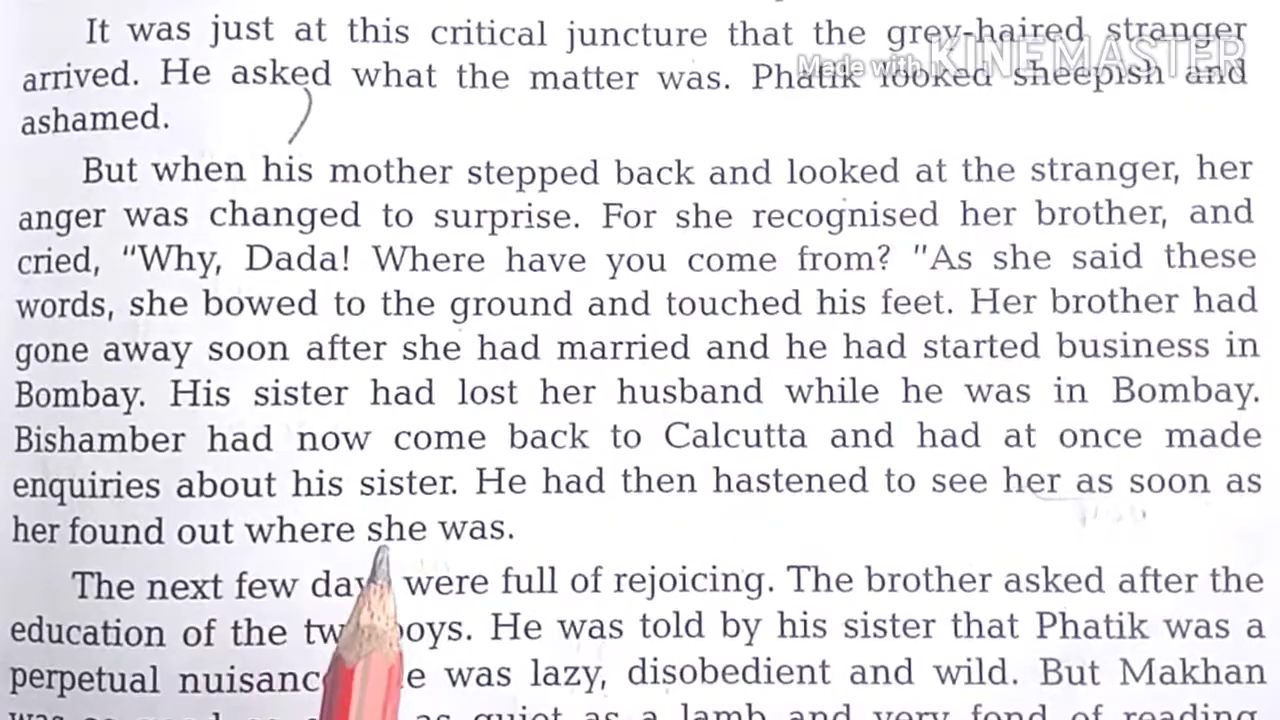 It was just at this critical juncture that the grey-haired stranger
Made with KINEMASTER
arrived. He asked what the matter was. Phatik looked sheepish and
ashamed.
But when his mother stepped back and looked at the stranger, her
anger was changed to surprise. For she recognised her brother, and
cried, "Why, Dada! Where have you come from? "As she said these
words, she bowed to the ground and touched his feet. Her brother had
gone away soon after she had married and he had started business in
Bombay. His sister had lost her husband while he was in Bombay.
Bishamber had now come back to Calcutta and had at once made
enquiries about his sister. He had then hastened to see her as soon as
her found out where she was.
The next few day were full of rejoicing. The brother asked after the
education of the tw boys. He was told by his sister that Phatik was a
perpetual nuisanc e was lazy, disobedient and wild. But Makhan
as quiet as a lamb and very fond of reading